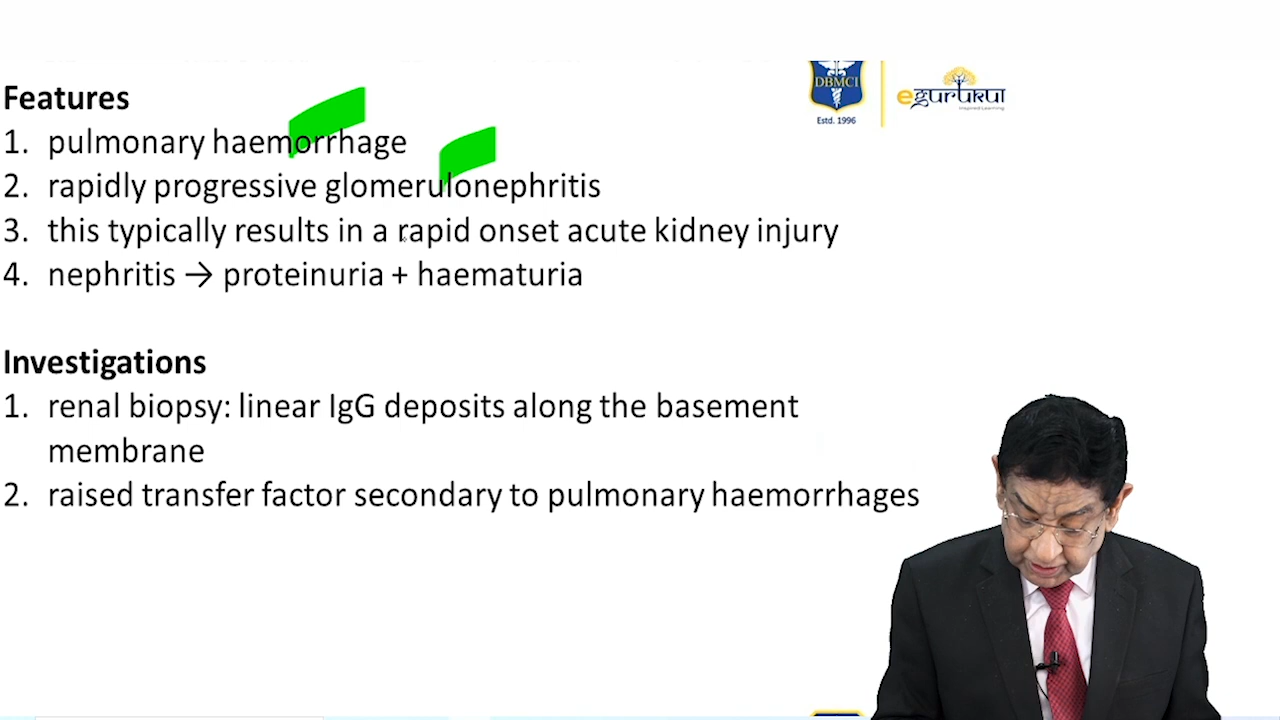 DBMCI
egurukul
Inspired Learning
Estd. 1996
Features
1. pulmonary haemorrhage
2. rapidly progressive glomerulonephritis
3. this typically results in a rapid onset acute kidney injury
4. nephritis → proteinuria + haematuria
Investigations
1. renal biopsy: linear IgG deposits along the basement
membrane
2. raised transfer factor secondary to pulmonary haemorrhages